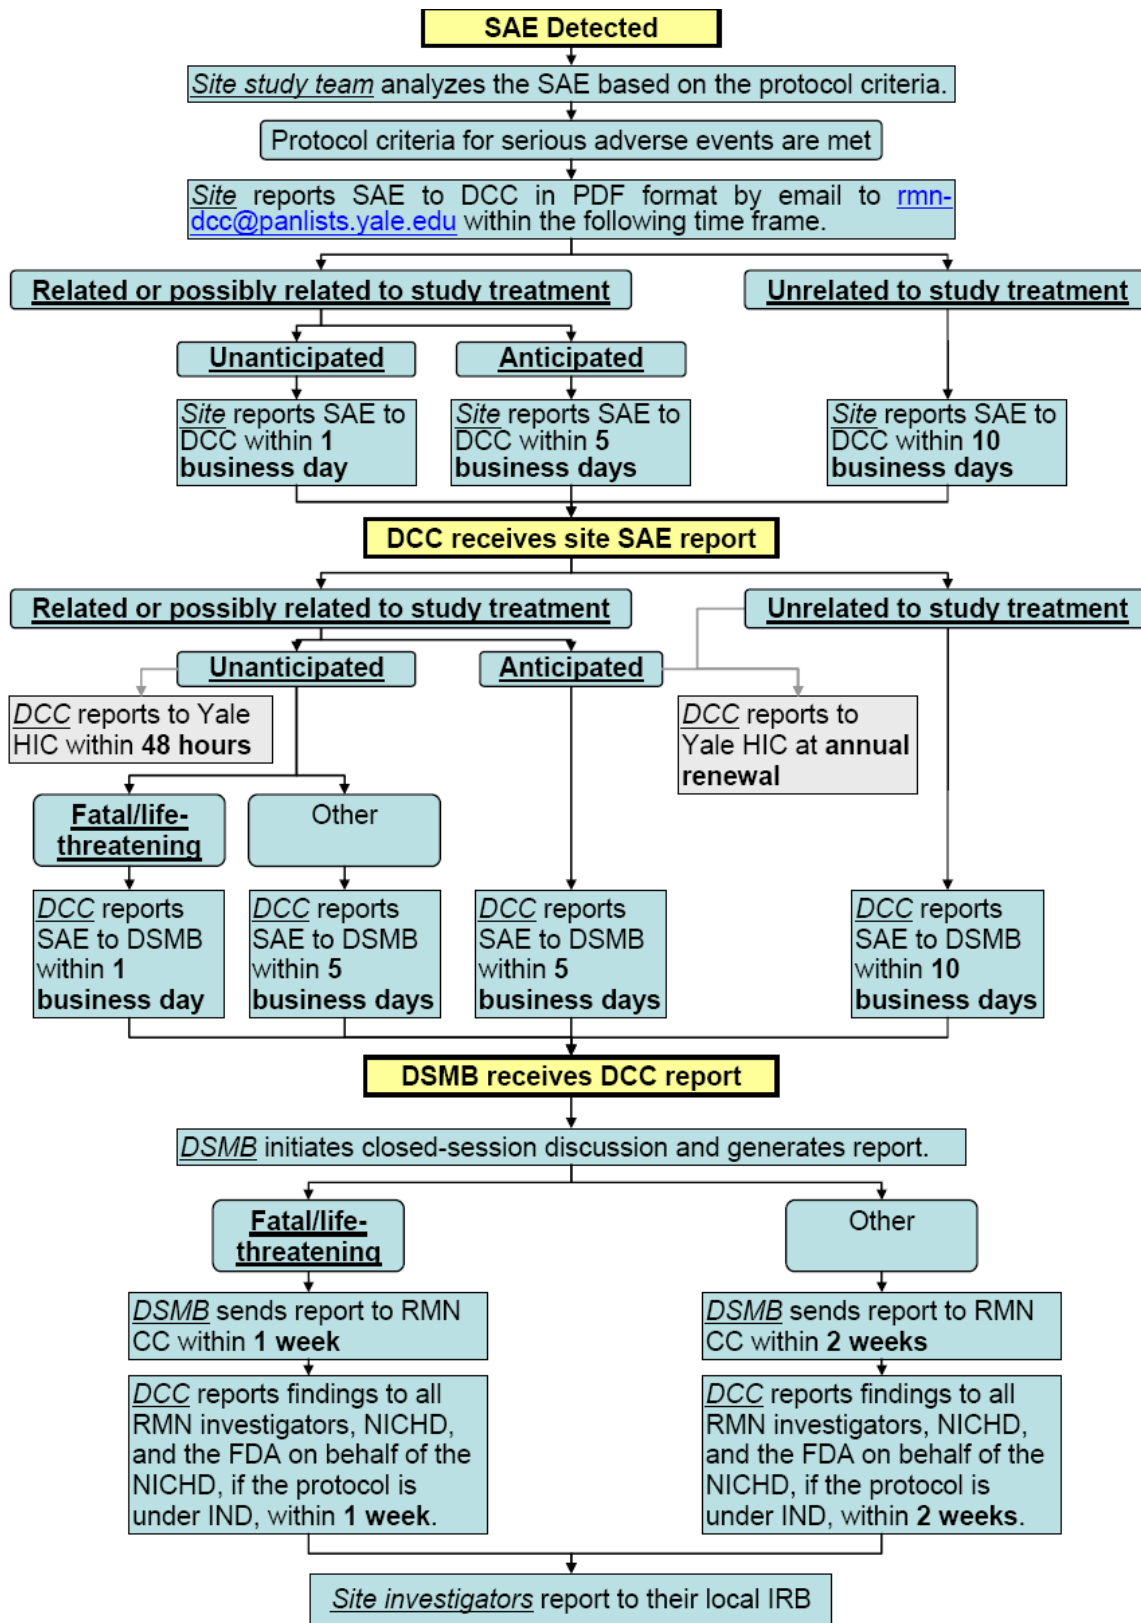 SAE Detected
Site study team analyzes the SAE based on the protocol criteria.
Protocol criteria for serious adverse events are met
Site reports SAE to DCC in PDF format by email to rmn-
dcc@panlists.yale.edu within the following time frame.
Related or possibly related to study treatment
Unrelated to study treatment
Unanticipated
Anticipated
Site reports SAE to
DCC within 1
business day
Site reports SAE to
DCC within 5
business days
Site reports SAE to
DCC within 10
business days
DCC receives site SAE report
Related or possibly related to study treatment
Unrelated to study treatment
Unanticipated
Anticipated
DCC reports to Yale
HIC within 48 hours
DCC reports to
Yale HIC at annual
renewal
Fatal/life-
threatening
Other
DCC reports
SAE to DSMB
within 1
business day
DCC reports
SAE to DSMB
within 5
business days
DCC reports
SAE to DSMB
within 5
business days
DCC reports
SAE to DSMB
within 10
business days
DSMB receives DCC report
DSMB initiates closed-session discussion and generates report.
Fatal/life-
threatening
Other
DSMB sends report to RMN
CC within 1 week
DSMB sends report to RMN
CC within 2 weeks
DCC reports findings to all
RMN investigators, NICHD,
and the FDA on behalf of the
NICHD, if the protocol is
under IND, within 1 week.
DCC reports findings to all
RMN investigators, NICHD,
and the FDA on behalf of the
NICHD, if the protocol is
under IND, within 2 weeks.
Site investigators report to their local IRB